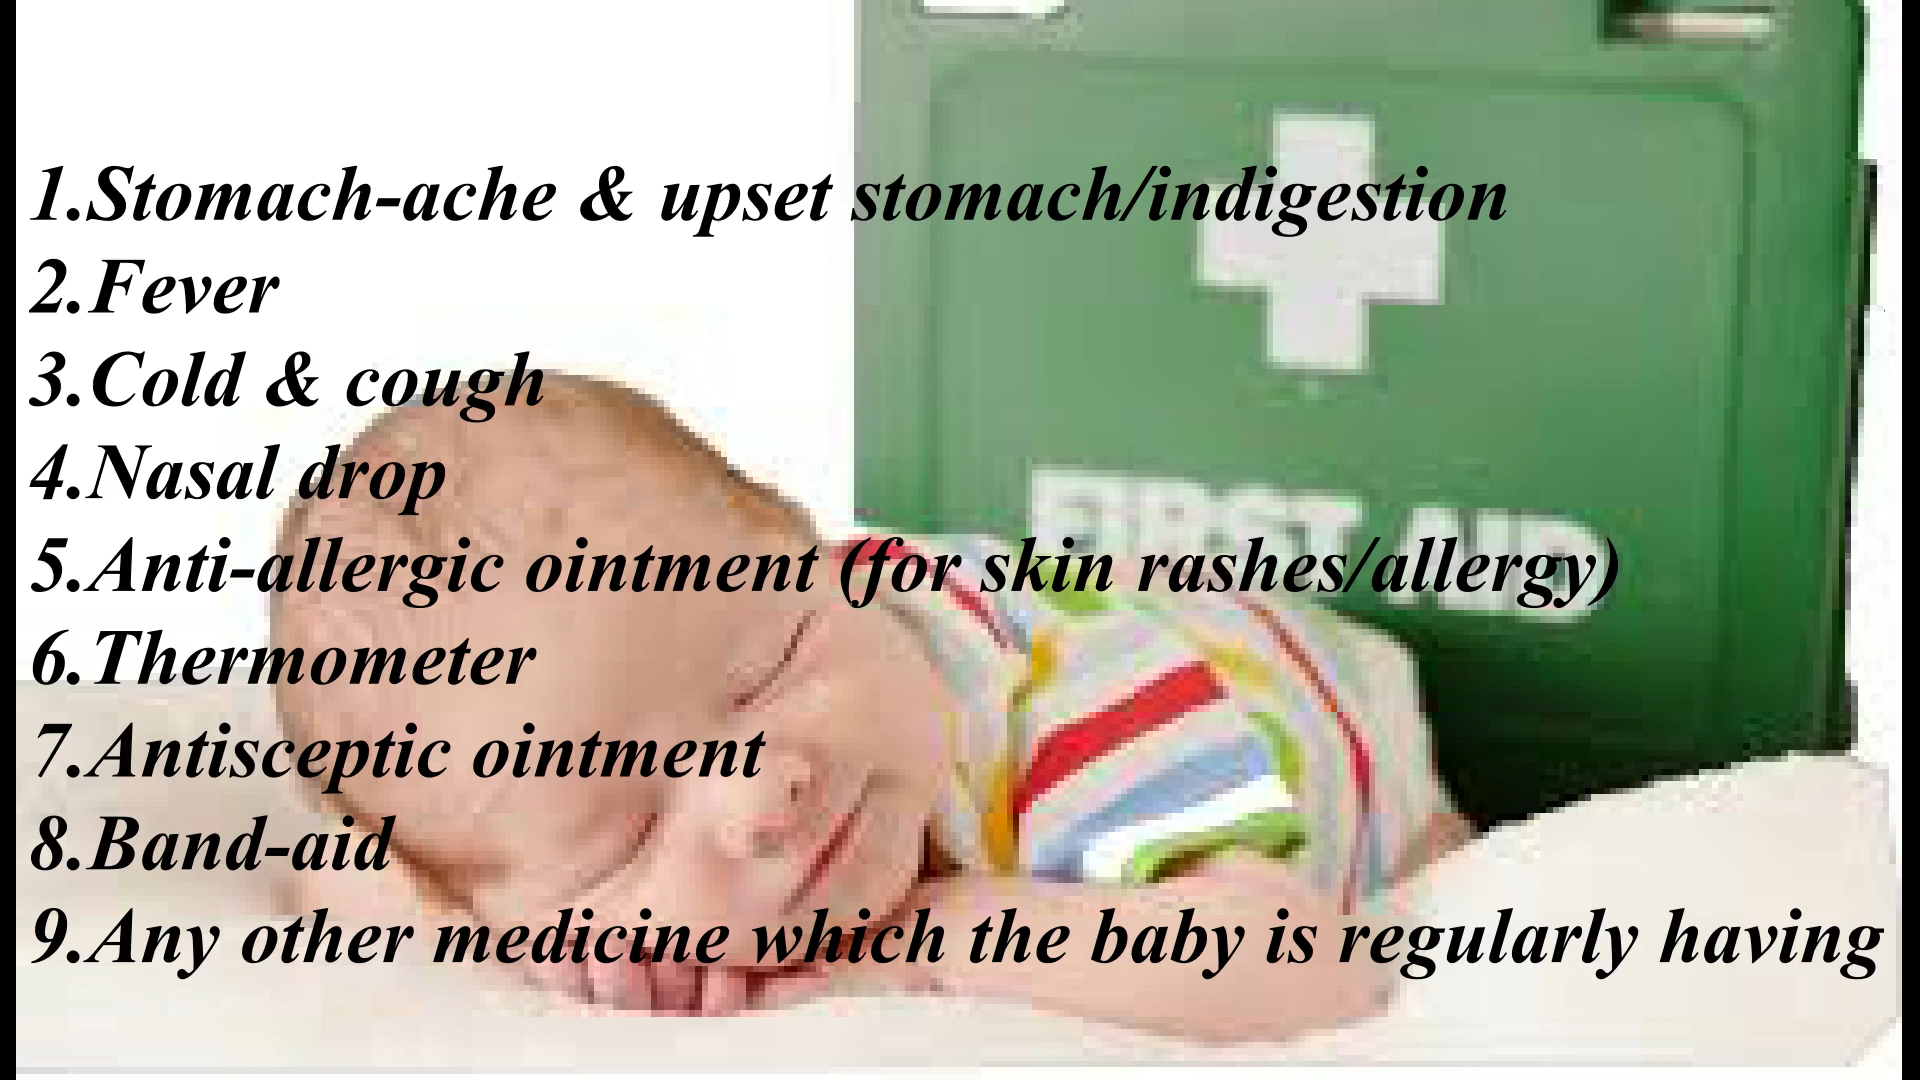 1.Stomach-ache & upset stomach/indigestion
2.Fever
3.Cold & cough
4.Nasal drop
5.Anti-allergic ointment (for skin rashes/allergy)
6.Thermometer
7.Antisceptic ointment
8.Band-aid
9.Any other medicine which the baby is regularly having
FIRST AID